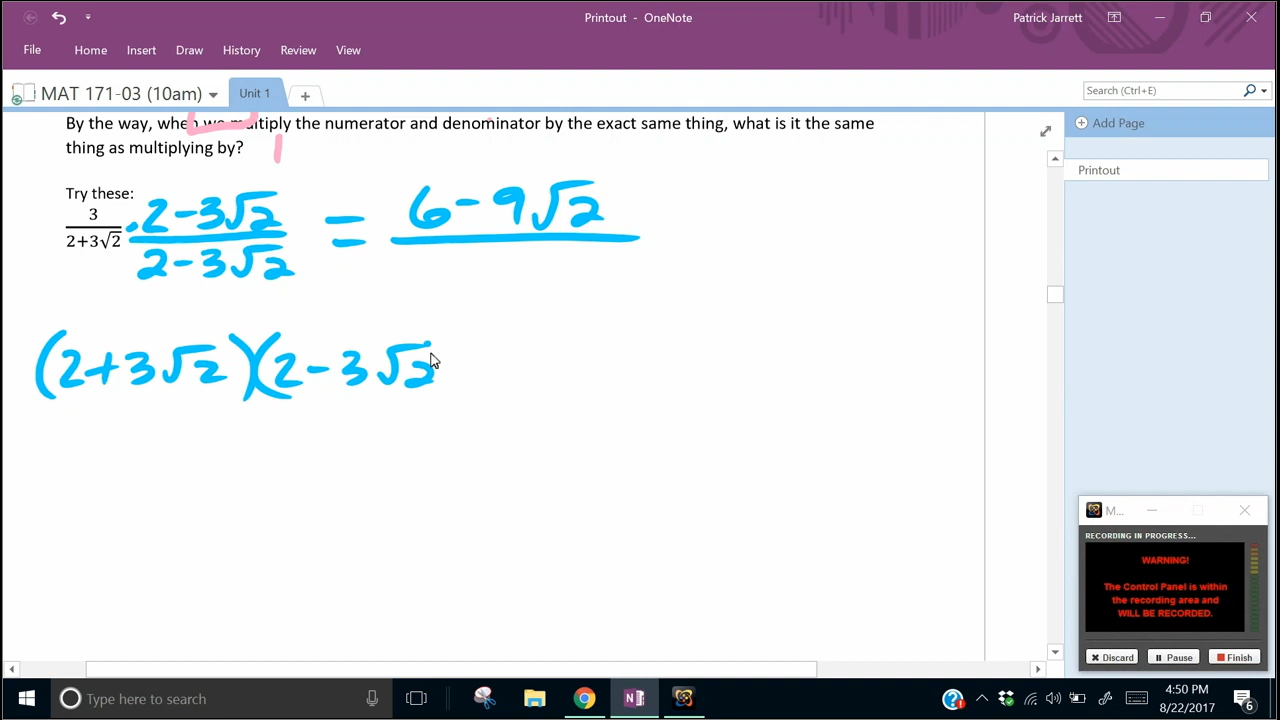 Printout - OneNote
Patrick Jarrett
File Home Insert Draw History Review View
MAT 171-03 (10am)
Unit 1
+
Search (Ctrl+E)
By the way, when we multiply the numerator and denominator by the exact same thing, what is it the same
thing as multiplying by?
1
Add Page
Printout
Try these:
3/(2+3√2) · (2-3√2)/(2-3√2) = 6-9√2
(2+3√2)(2-3√2
M...
RECORDING IN PROGRESS...
WARNING!
The Control Panel is within
the recording area and
WILL BE RECORDED.
Discard Pause Finish
Type here to search
4:50 PM
8/22/2017
6